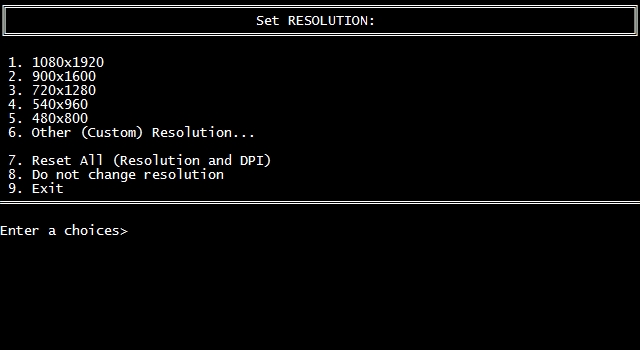 Set RESOLUTION:
1. 1080x1920
2. 900x1600
3. 720x1280
4. 540x960
5. 480x800
6. Other (Custom) Resolution...
7. Reset All (Resolution and DPI)
8. Do not change resolution
9. Exit
Enter a choices>